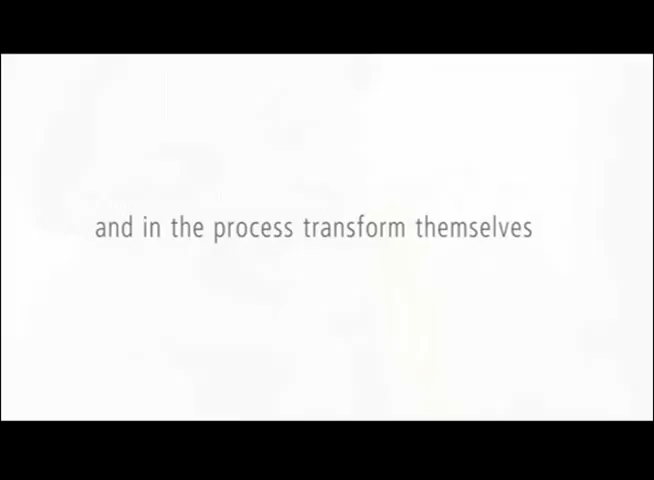 and in the process transform themselves